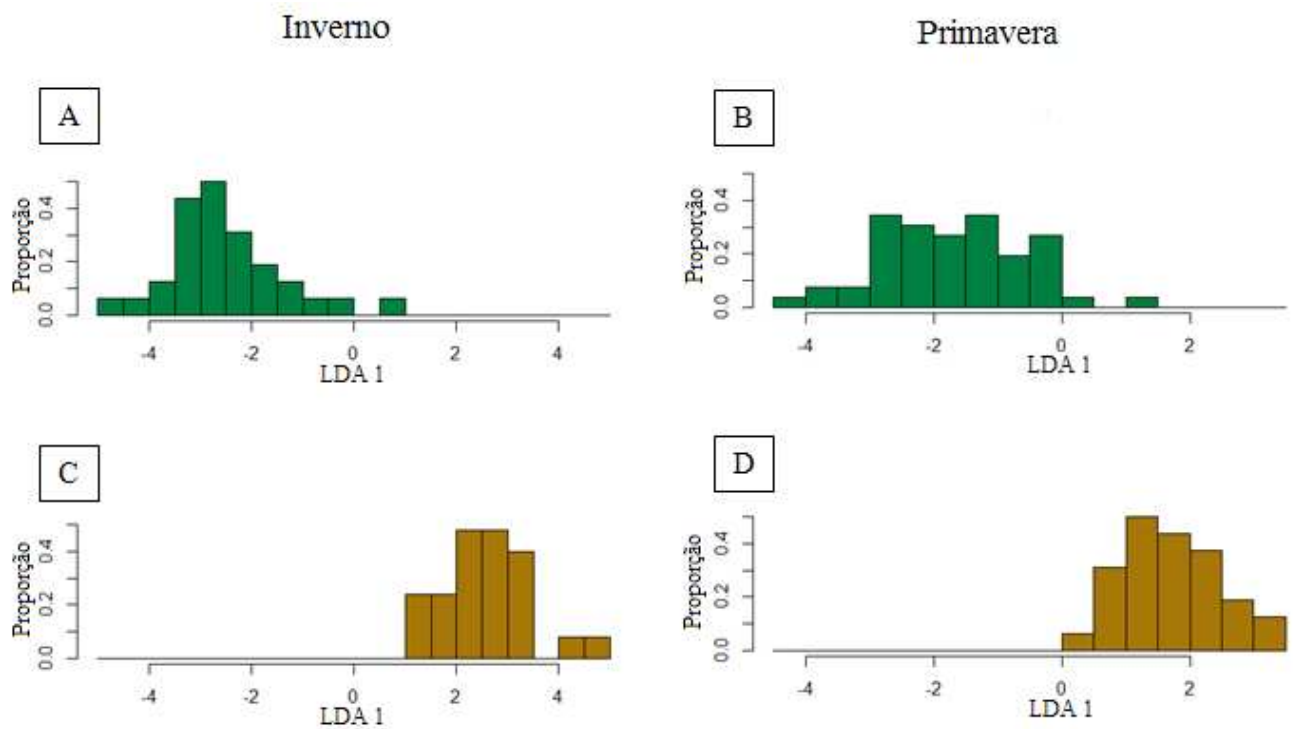 Inverno
Primavera
A
B
Proporção
0.0 0.2 0.4
-4 -2 0 2 4
LDA 1
Proporção
0.0 0.2 0.4
-4 -2 0 2
LDA 1
C
D
Proporção
0.0 0.2 0.4
-4 -2 0 2 4
LDA 1
Proporção
0.0 0.2 0.4
-4 -2 0 2
LDA 1